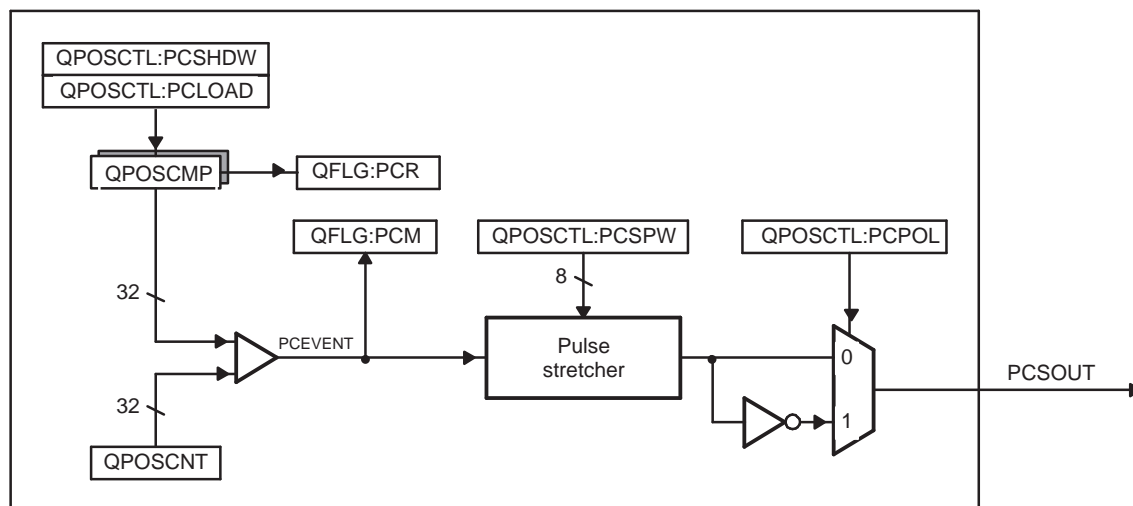 QPOSCTL:PCSHDW
QPOSCTL:PCLOAD
QPOSCMP
QFLG:PCR
QFLG:PCM
QPOSCTL:PCSPW
QPOSCTL:PCPOL
8
32
PCEVENT
Pulse
stretcher
0
PCSOUT
32
1
QPOSCNT